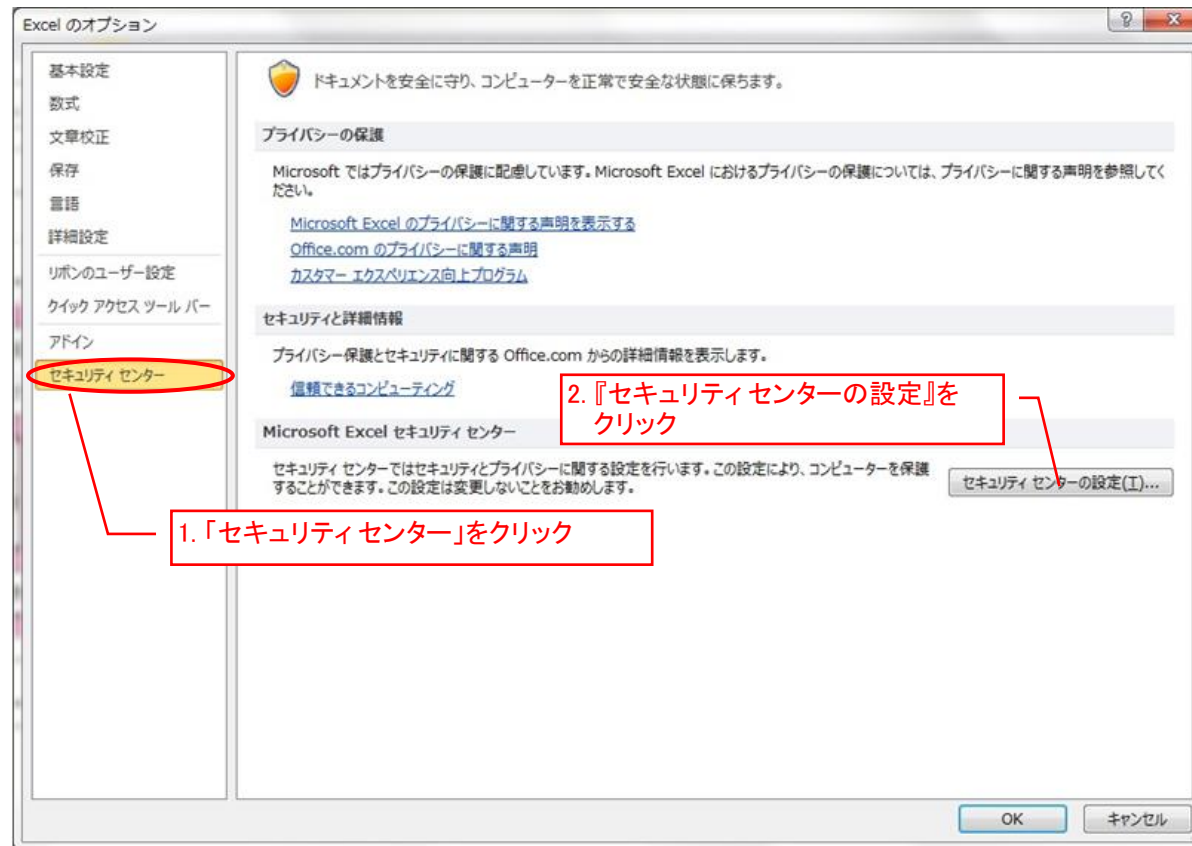 Excel のオプション
基本設定
数式
文章校正
保存
言語
詳細設定
リボンのユーザー設定
クイック アクセス ツール バー
アドイン
セキュリティ センター
ドキュメントを安全に守り、コンピューターを正常で安全な状態に保ちます。
プライバシーの保護
Microsoft ではプライバシーの保護に配慮しています。Microsoft Excel におけるプライバシーの保護については、プライバシーに関する声明を参照してく
ださい。
Microsoft Excel のプライバシーに関する声明を表示する
Office.com のプライバシーに関する声明
カスタマー エクスペリエンス向上プログラム
セキュリティと詳細情報
プライバシー保護とセキュリティに関する Office.com からの詳細情報を表示します。
信頼できるコンピューティング
2. 『セキュリティ センターの設定』を
クリック
Microsoft Excel セキュリティ センター
セキュリティ センターではセキュリティとプライバシーに関する設定を行います。この設定により、コンピューターを保護
することができます。この設定は変更しないことをお勧めします。
セキュリティ センターの設定(T)...
1. 「セキュリティ センター」をクリック
OK
キャンセル